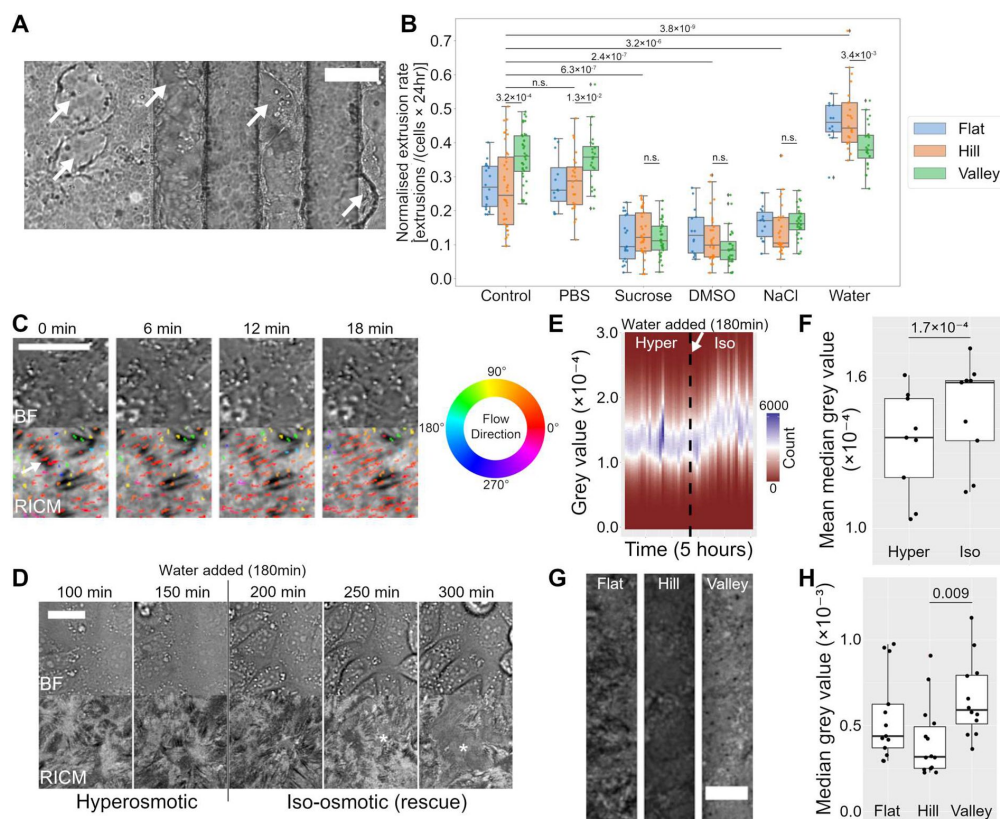 A
B
Normalised extrusion rate
[extrusions /(cells × 24hr)
0.7
0.6
0.5
0.4
0.3
0.2
0.1
0.0
3.8×10⁻⁹
3.2×10⁻⁶
2.4×10⁻⁷
6.3×10⁻⁷
n.s.
3.2×10⁻⁴
1.3×10⁻²
n.s.
n.s.
n.s.
3.4×10⁻³
Control
PBS
Sucrose
DMSO
NaCl
Water
Flat
Hill
Valley
C
0 min
6 min
12 min
18 min
BF
RICM
90°
180°
0°
270°
Flow
Direction
D
Water added (180min)
100 min
150 min
200 min
250 min
300 min
BF
RICM
*
*
Hyperosmotic
Iso-osmotic (rescue)
E
Water added (180min)
Hyper
Iso
Grey value (×10⁻⁴)
3.0
2.0
1.0
0.0
Time (5 hours)
6000
0
Count
F
1.7×10⁻⁴
Mean median grey value
(×10⁻⁴)
1.6
1.0
Hyper
Iso
G
Flat
Hill
Valley
H
0.009
Median grey value (×10⁻³)
1.0
0.5
0.0
Flat
Hill
Valley